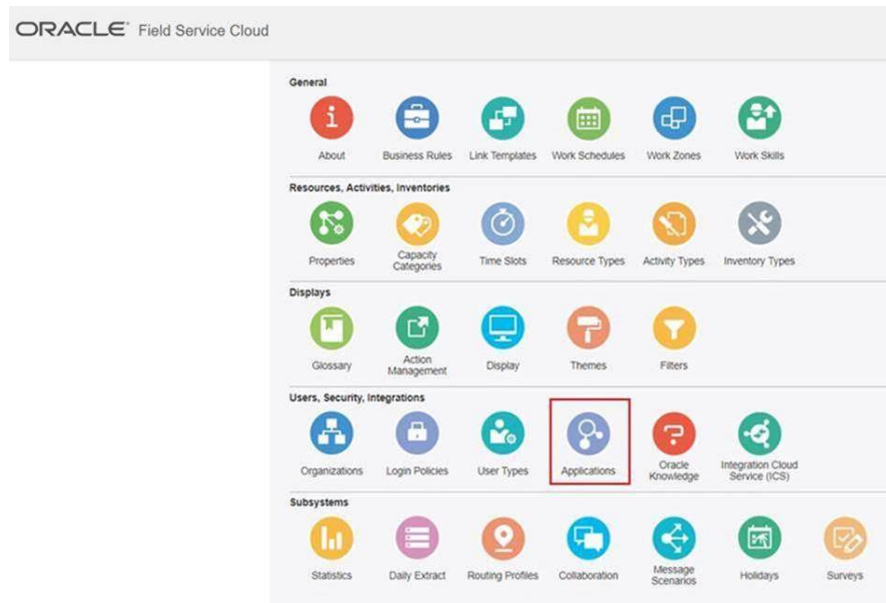 ORACLE® Field Service Cloud
General
About Business Rules Link Templates Work Schedules Work Zones Work Skills
Resources, Activities, Inventories
Properties Capacity Categories Time Slots Resource Types Activity Types Inventory Types
Displays
Glossary Action Management Display Themes Filters
Users, Security, Integrations
Organizations Login Policies User Types Applications Oracle Knowledge Integration Cloud Service (ICS)
Subsystems
Statistics Daily Extract Routing Profiles Collaboration Message Scenarios Holidays Surveys